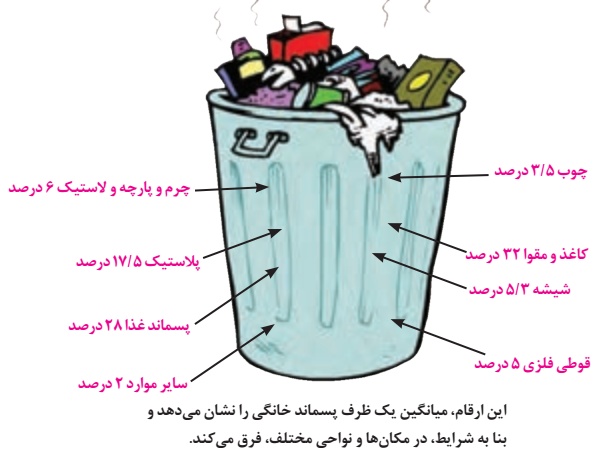 چوب ۳/۵ درصد
چرم و پارچه و لاستیک ۶ درصد
کاغذ و مقوا ۳۲ درصد
پلاستیک ۱۷/۵ درصد
شیشه ۵/۳ درصد
پسماند غذا ۲۸ درصد
قوطی فلزی ۵ درصد
سایر موارد ۲ درصد
این ارقام، میانگین یک ظرف پسماند خانگی را نشان می‌دهد و
بنا به شرایط، در مکان‌ها و نواحی مختلف، فرق می‌کند.